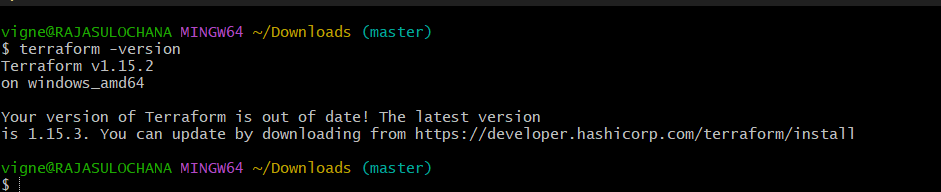 vigne@RAJASULOCHANA MINGW64 ~/Downloads (master)
$ terraform -version
Terraform v1.15.2
on windows_amd64
Your version of Terraform is out of date! The latest version
is 1.15.3. You can update by downloading from https://developer.hashicorp.com/terraform/install
vigne@RAJASULOCHANA MINGW64 ~/Downloads (master)
$